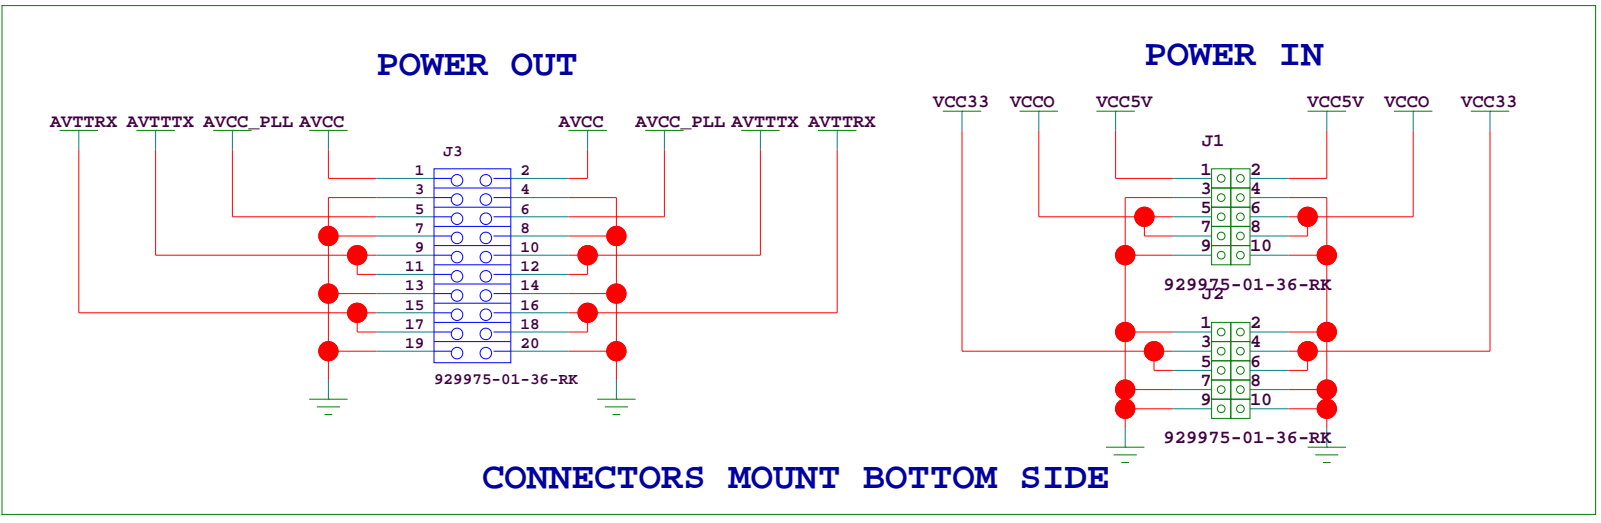 POWER OUT
POWER IN
VCC33 VCCO VCC5V VCC5V VCCO VCC33
AVTTRX AVTTTX AVCC_PLL AVCC AVCC AVCC_PLL AVTTTX AVTTRX
J3
1 2
3 4
5 6
7 8
9 10
11 12
13 14
15 16
17 18
19 20
929975-01-36-RK
J1
1 2
3 4
5 6
7 8
9 10
929975-01-36-RK
J2
1 2
3 4
5 6
7 8
9 10
929975-01-36-RK
CONNECTORS MOUNT BOTTOM SIDE